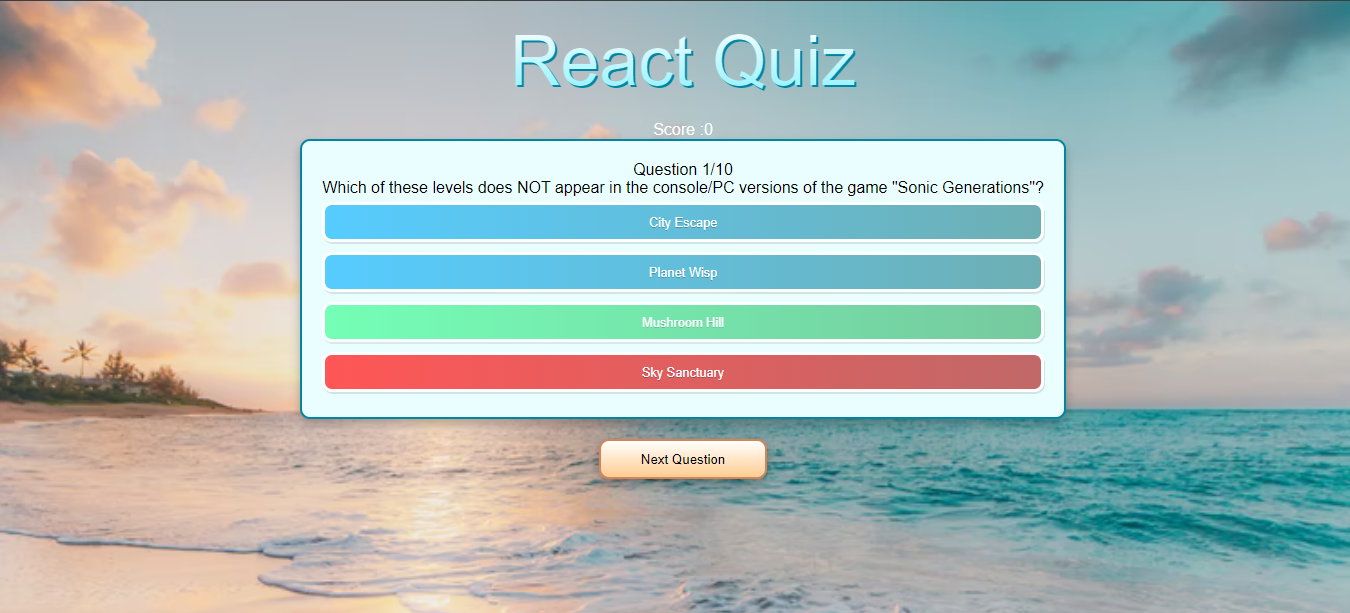 React Quiz
Score :0
Question 1/10
Which of these levels does NOT appear in the console/PC versions of the game "Sonic Generations"?
City Escape
Planet Wisp
Mushroom Hill
Sky Sanctuary
Next Question